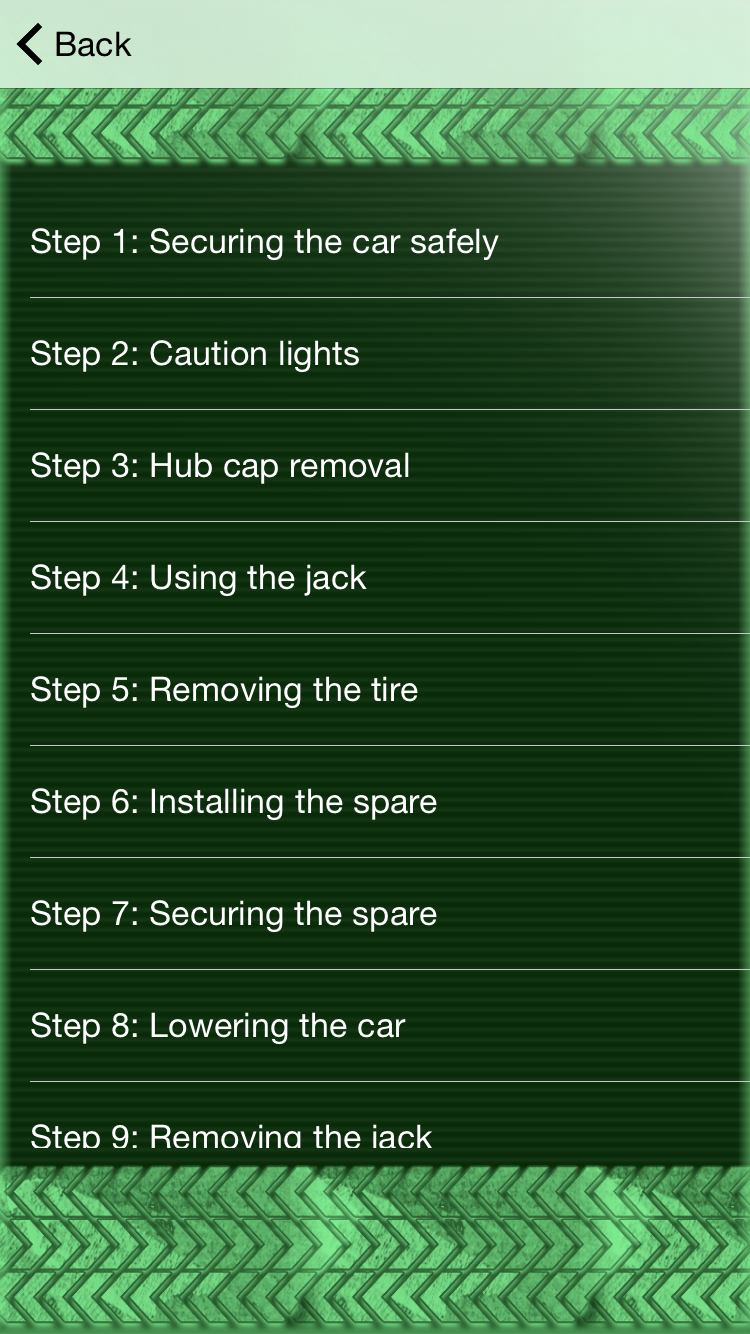 Back
Step 1: Securing the car safely
Step 2: Caution lights
Step 3: Hub cap removal
Step 4: Using the jack
Step 5: Removing the tire
Step 6: Installing the spare
Step 7: Securing the spare
Step 8: Lowering the car
Step 9: Removing the jack